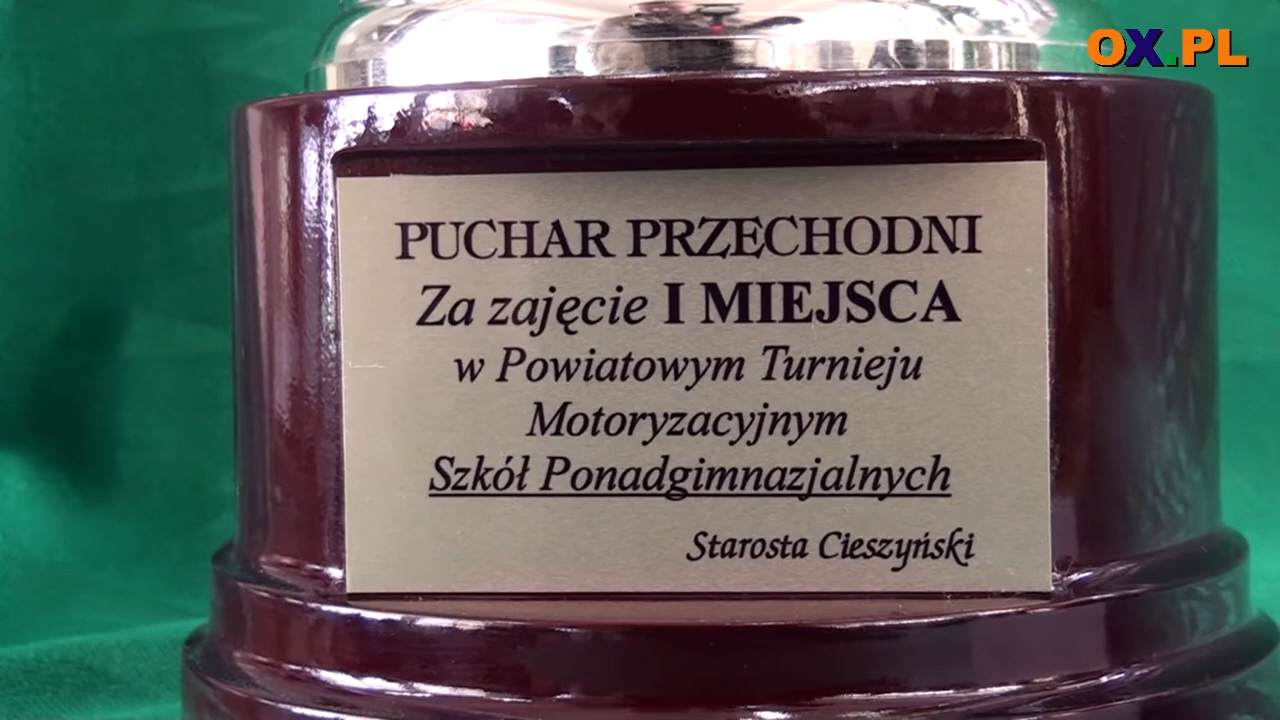 OX.PL
PUCHAR PRZECHODNI
Za zajęcie I MIEJSCA
w Powiatowym Turnieju
Motoryzacyjnym
Szkół Ponadgimnazjalnych
Starosta Cieszyński